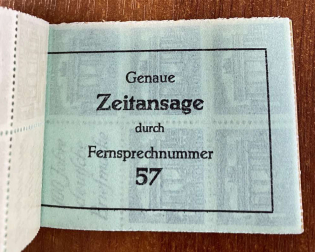 Genaue
Zeitansage
durch
Fernsprechnummer
57